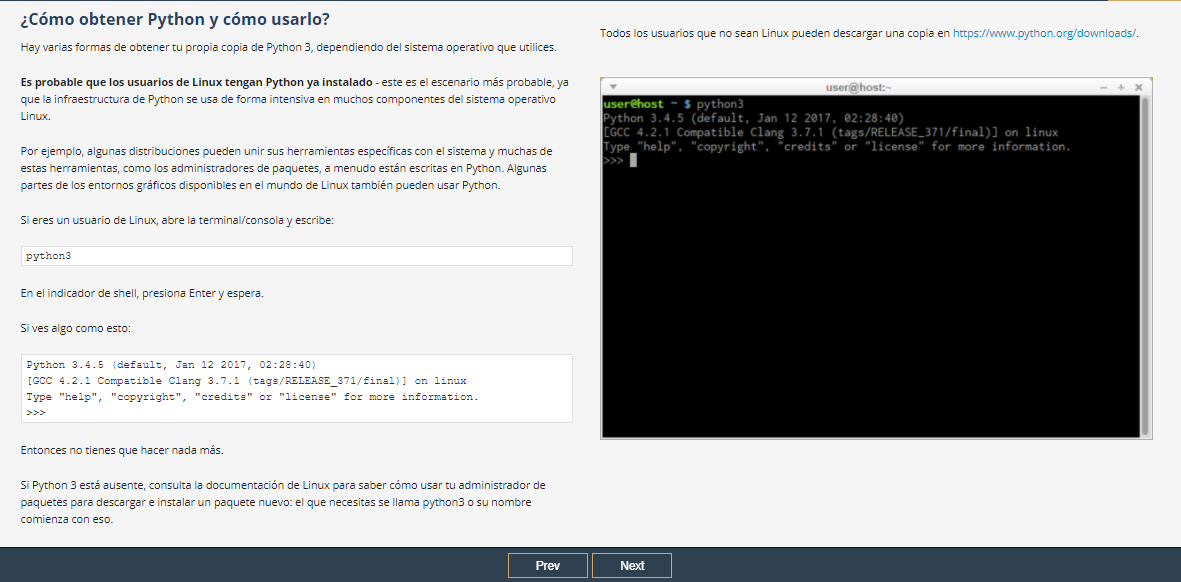 ¿Cómo obtener Python y cómo usarlo?
Hay varias formas de obtener tu propia copia de Python 3, dependiendo del sistema operativo que utilices.
Es probable que los usuarios de Linux tengan Python ya instalado - este es el escenario más probable, ya
que la infraestructura de Python se usa de forma intensiva en muchos componentes del sistema operativo
Linux.
Por ejemplo, algunas distribuciones pueden unir sus herramientas específicas con el sistema y muchas de
estas herramientas, como los administradores de paquetes, a menudo están escritas en Python. Algunas
partes de los entornos gráficos disponibles en el mundo de Linux también pueden usar Python.
Si eres un usuario de Linux, abre la terminal/consola y escribe:
python3
En el indicador de shell, presiona Enter y espera.
Si ves algo como esto:
Python 3.4.5 (default, Jan 12 2017, 02:28:40)
[GCC 4.2.1 Compatible Clang 3.7.1 (tags/RELEASE_371/final)] on linux
Type "help", "copyright", "credits" or "license" for more information.
>>>
Entonces no tienes que hacer nada más.
Si Python 3 está ausente, consulta la documentación de Linux para saber cómo usar tu administrador de
paquetes para descargar e instalar un paquete nuevo: el que necesitas se llama python3 o su nombre
comienza con eso.
Todos los usuarios que no sean Linux pueden descargar una copia en https://www.python.org/downloads/.
user@host:~
user@host ~ $ python3
Python 3.4.5 (default, Jan 12 2017, 02:28:40)
[GCC 4.2.1 Compatible Clang 3.7.1 (tags/RELEASE_371/final)] on linux
Type "help", "copyright", "credits" or "license" for more information.
>>>
Prev
Next